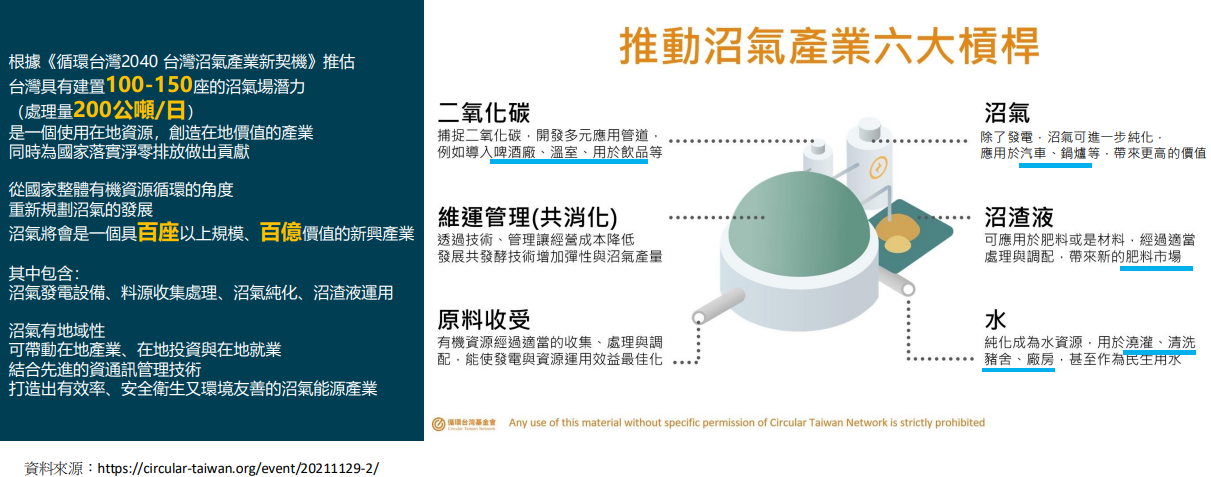 根據《循環台灣2040 台灣沼氣產業新契機》推估
台灣具有建置100-150座的沼氣場潛力
（處理量200公噸/日）
是一個使用在地資源，創造在地價值的產業
同時為國家落實淨零排放做出貢獻
從國家整體有機資源循環的角度
重新規劃沼氣的發展
沼氣將會是一個具百座以上規模、百億價值的新興產業
其中包含：
沼氣發電設備、料源收集處理、沼氣純化、沼渣液運用
沼氣有地域性
可帶動在地產業、在地投資與在地就業
結合先進的資通訊管理技術
打造出有效率、安全衛生又環境友善的沼氣能源產業
推動沼氣產業六大槓桿
二氧化碳
捕捉二氧化碳，開發多元應用管道，
例如導入啤酒廠、溫室、用於飲品等
維運管理(共消化)
透過技術、管理讓經營成本降低
發展共發酵技術增加彈性與沼氣產量
原料收受
有機資源經過適當的收集、處理與調
配，能使發電與資源運用效益最佳化
沼氣
除了發電，沼氣可進一步純化，
應用於汽車、鍋爐等，帶來更高的價值
沼渣液
可應用於肥料或是材料，經過適當
處理與調配，帶來新的肥料市場
水
純化成為水資源，用於澆灌、清洗
豬舍、廠房，甚至作為民生用水
循環台灣基金會
Circular Taiwan Network
Any use of this material without specific permission of Circular Taiwan Network is strictly prohibited
資料來源：https://circular-taiwan.org/event/20211129-2/